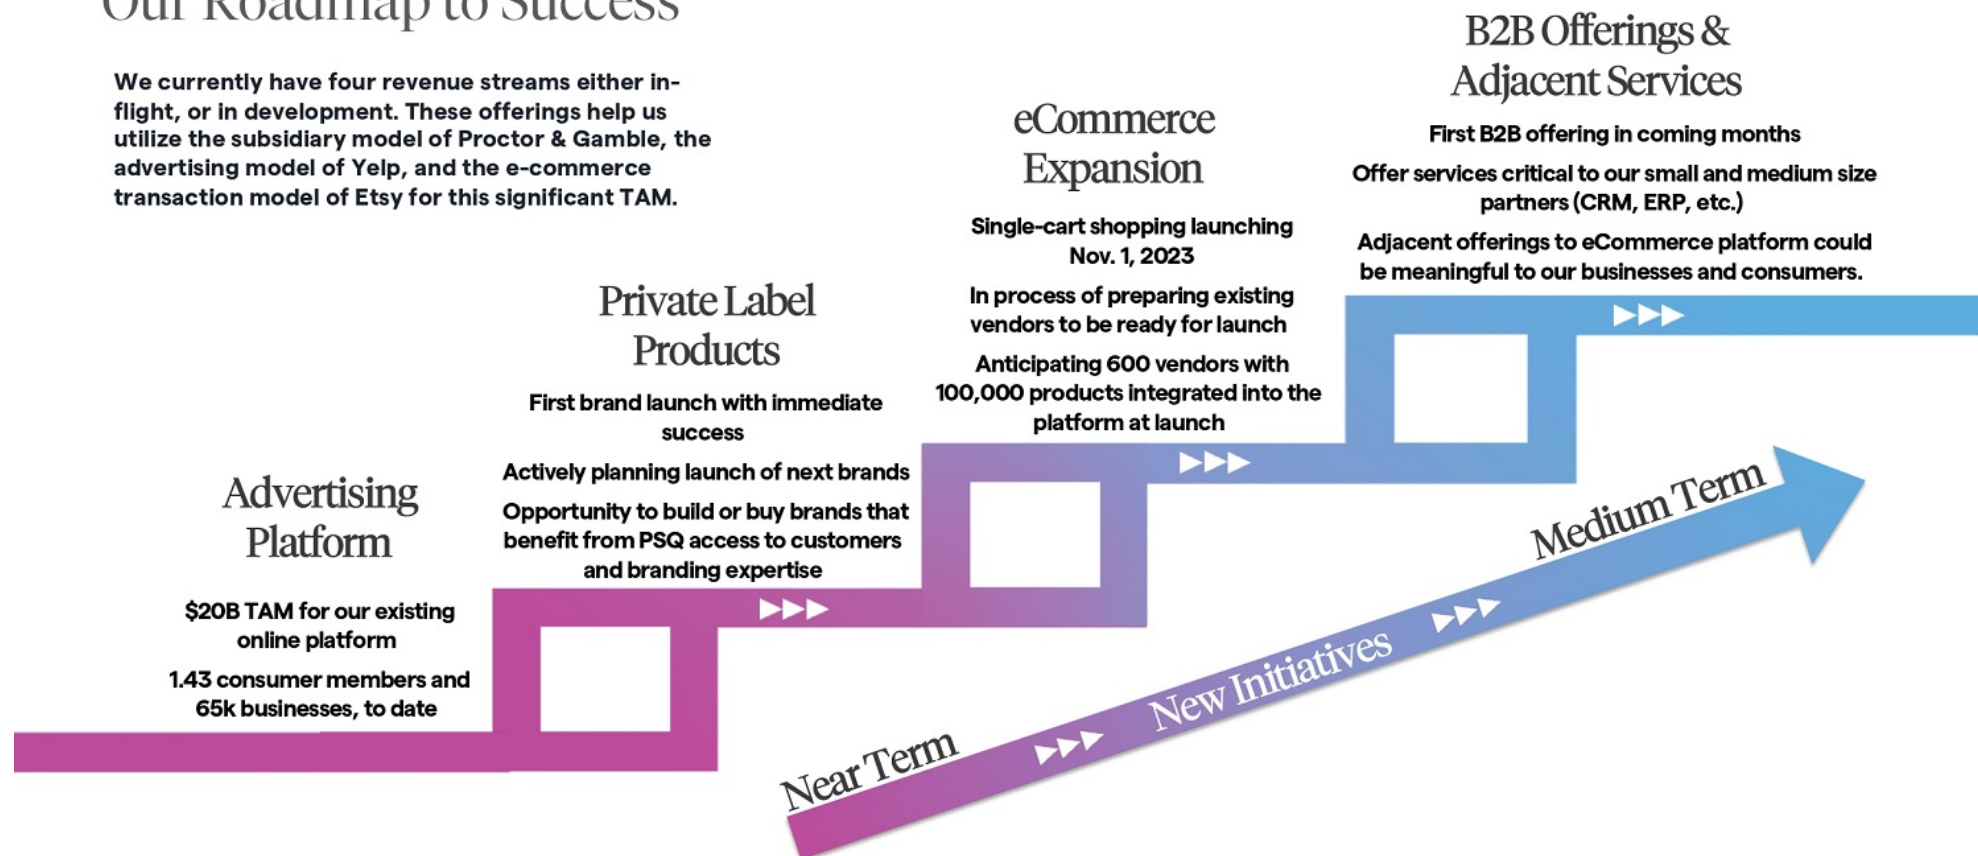 Our Roadmap to Success
We currently have four revenue streams either in-
flight, or in development. These offerings help us
utilize the subsidiary model of Proctor & Gamble, the
advertising model of Yelp, and the e-commerce
transaction model of Etsy for this significant TAM.
Advertising
Platform
$20B TAM for our existing
online platform
1.43 consumer members and
65k businesses, to date
Private Label
Products
First brand launch with immediate
success
Actively planning launch of next brands
Opportunity to build or buy brands that
benefit from PSQ access to customers
and branding expertise
eCommerce
Expansion
Single-cart shopping launching
Nov. 1, 2023
In process of preparing existing
vendors to be ready for launch
Anticipating 600 vendors with
100,000 products integrated into the
platform at launch
B2B Offerings &
Adjacent Services
First B2B offering in coming months
Offer services critical to our small and medium size
partners (CRM, ERP, etc.)
Adjacent offerings to eCommerce platform could
be meaningful to our businesses and consumers.
Near Term
New Initiatives
Medium Term